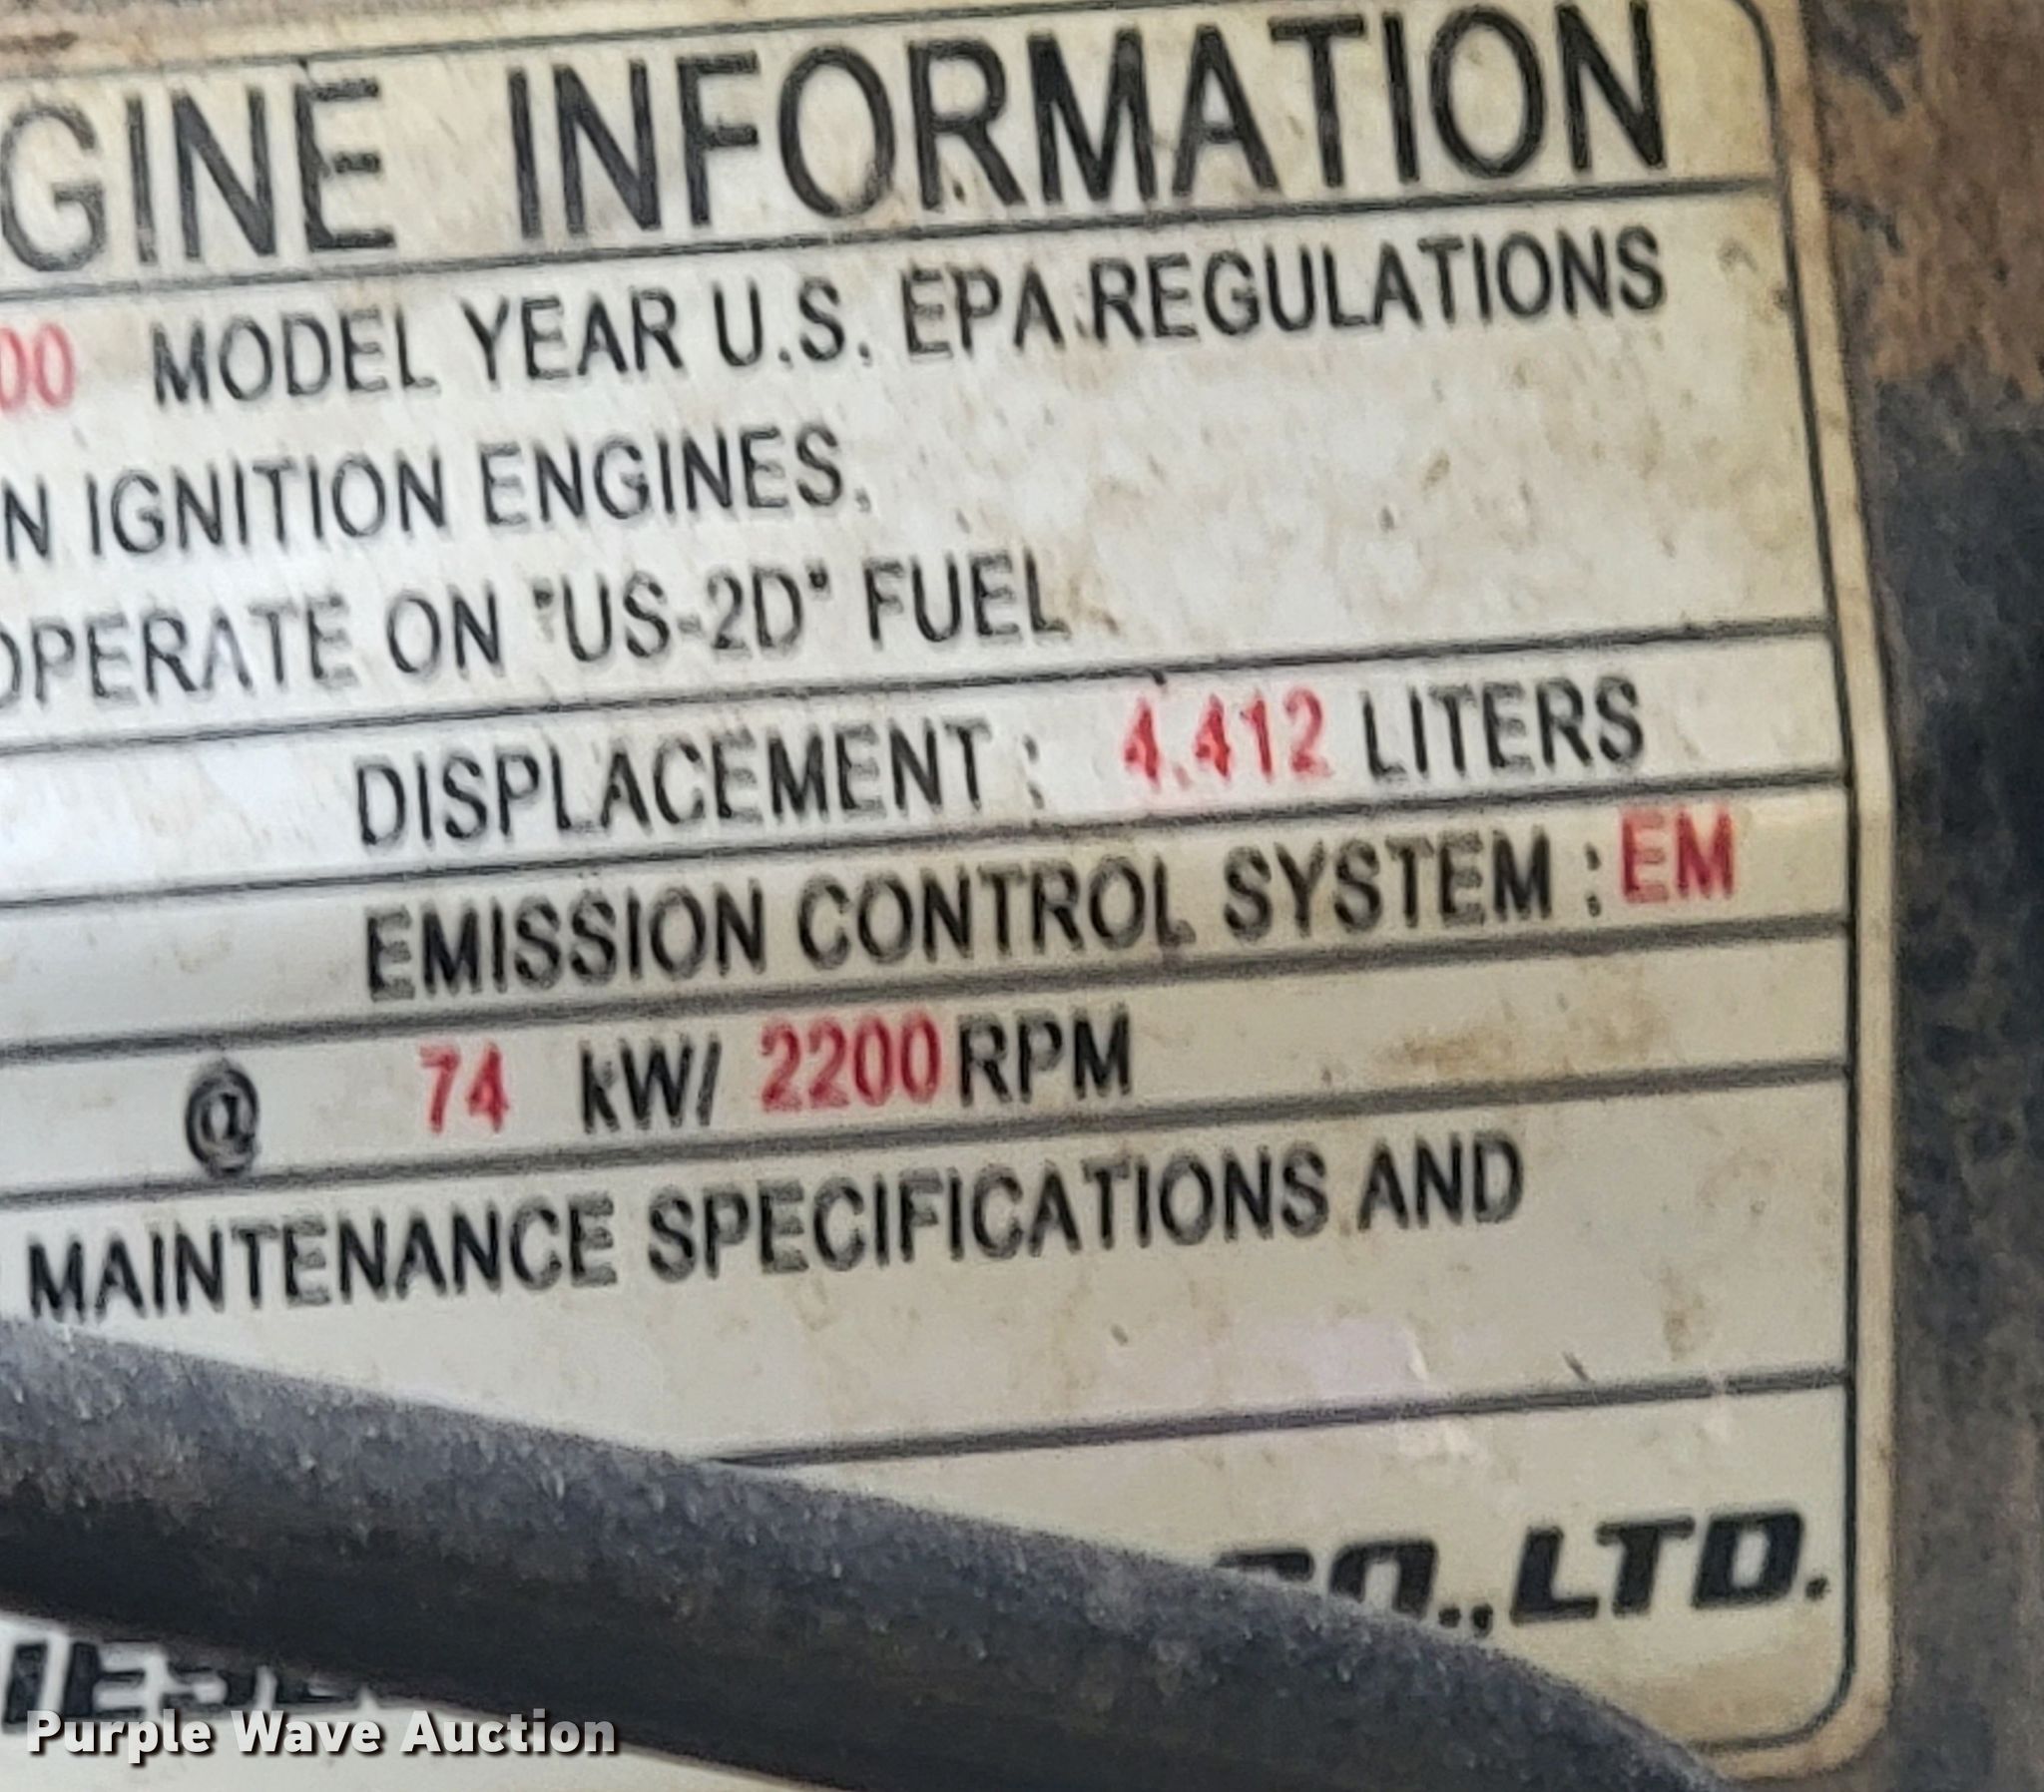 GINE INFORMATION
00 MODEL YEAR U.S. EPA REGULATIONS
N IGNITION ENGINES.
OPERATE ON "US-2D" FUEL
DISPLACEMENT : 4.412 LITERS
EMISSION CONTROL SYSTEM : EM
@ 74 kW/ 2200 RPM
MAINTENANCE SPECIFICATIONS AND
CO.,LTD.
Purple Wave Auction